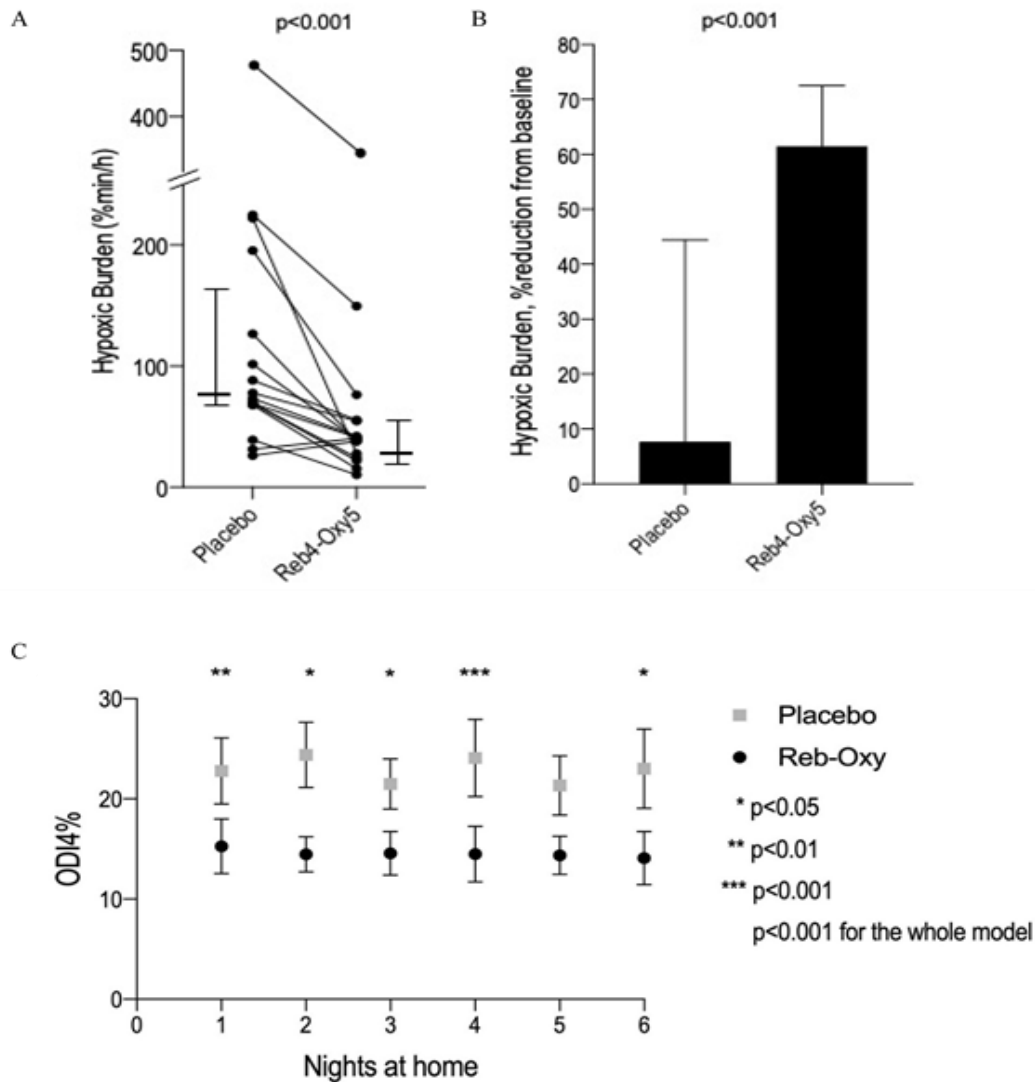 A
p<0.001
Hypoxic Burden (%min/h)
500
400
200
100
0
Placebo
Reb4-Oxy5
B
p<0.001
Hypoxic Burden, %reduction from baseline
80
70
60
50
40
30
20
10
0
Placebo
Reb4-Oxy5
C
** * * *** *
ODI4%
30
20
10
0
0 1 2 3 4 5 6
Nights at home
Placebo
Reb-Oxy
* p<0.05
** p<0.01
*** p<0.001
p<0.001 for the whole model